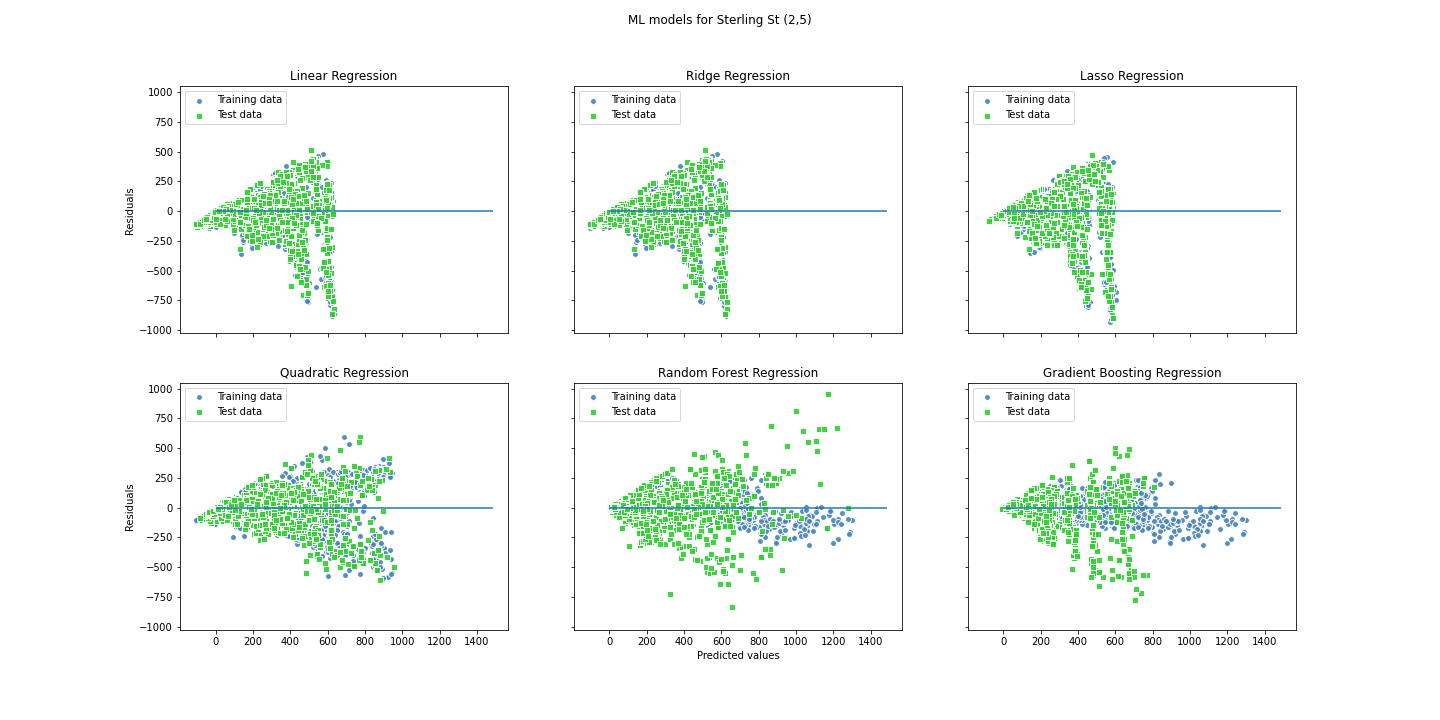 ML models for Sterling St (2,5)
Linear Regression
Ridge Regression
Lasso Regression
Training data
Test data
Training data
Test data
Training data
Test data
1000
750
500
250
0
−250
−500
−750
−1000
Residuals
Quadratic Regression
Random Forest Regression
Gradient Boosting Regression
Training data
Test data
Training data
Test data
Training data
Test data
1000
750
500
250
0
−250
−500
−750
−1000
Residuals
0 200 400 600 800 1000 1200 1400
0 200 400 600 800 1000 1200 1400
0 200 400 600 800 1000 1200 1400
Predicted values